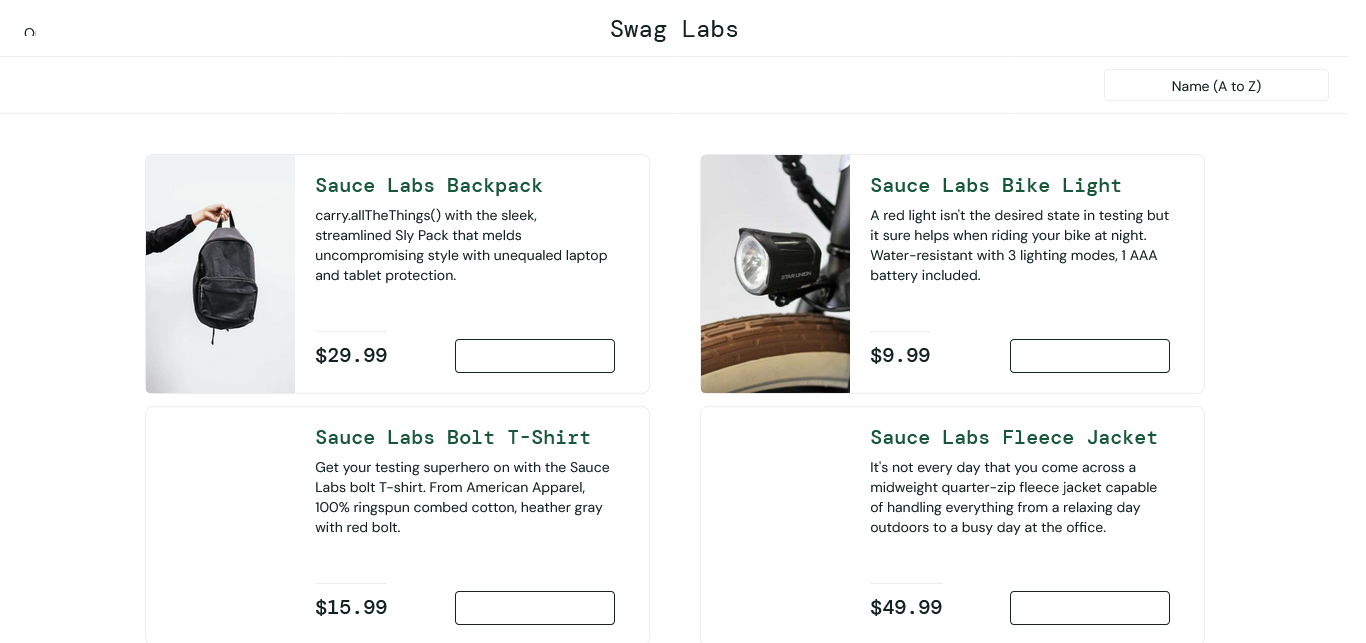 Swag Labs
Name (A to Z)
Sauce Labs Backpack
carry.allTheThings() with the sleek,
streamlined Sly Pack that melds
uncompromising style with unequaled laptop
and tablet protection.
$29.99
Sauce Labs Bike Light
A red light isn't the desired state in testing but
it sure helps when riding your bike at night.
Water-resistant with 3 lighting modes, 1 AAA
battery included.
STAR UNION
$9.99
Sauce Labs Bolt T-Shirt
Get your testing superhero on with the Sauce
Labs bolt T-shirt. From American Apparel,
100% ringspun combed cotton, heather gray
with red bolt.
$15.99
Sauce Labs Fleece Jacket
It's not every day that you come across a
midweight quarter-zip fleece jacket capable
of handling everything from a relaxing day
outdoors to a busy day at the office.
$49.99